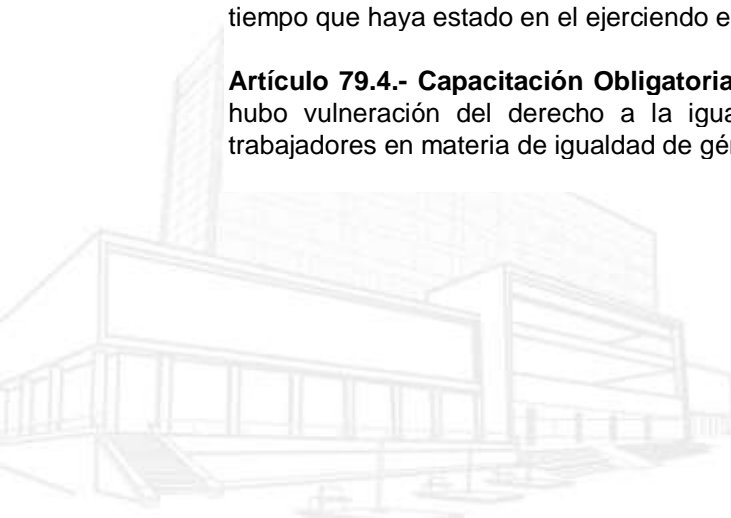 tiempo que haya estado en el ejerciendo e
Artículo 79.4.- Capacitación Obligatoria
hubo vulneración del derecho a la igua
trabajadores en materia de igualdad de gé